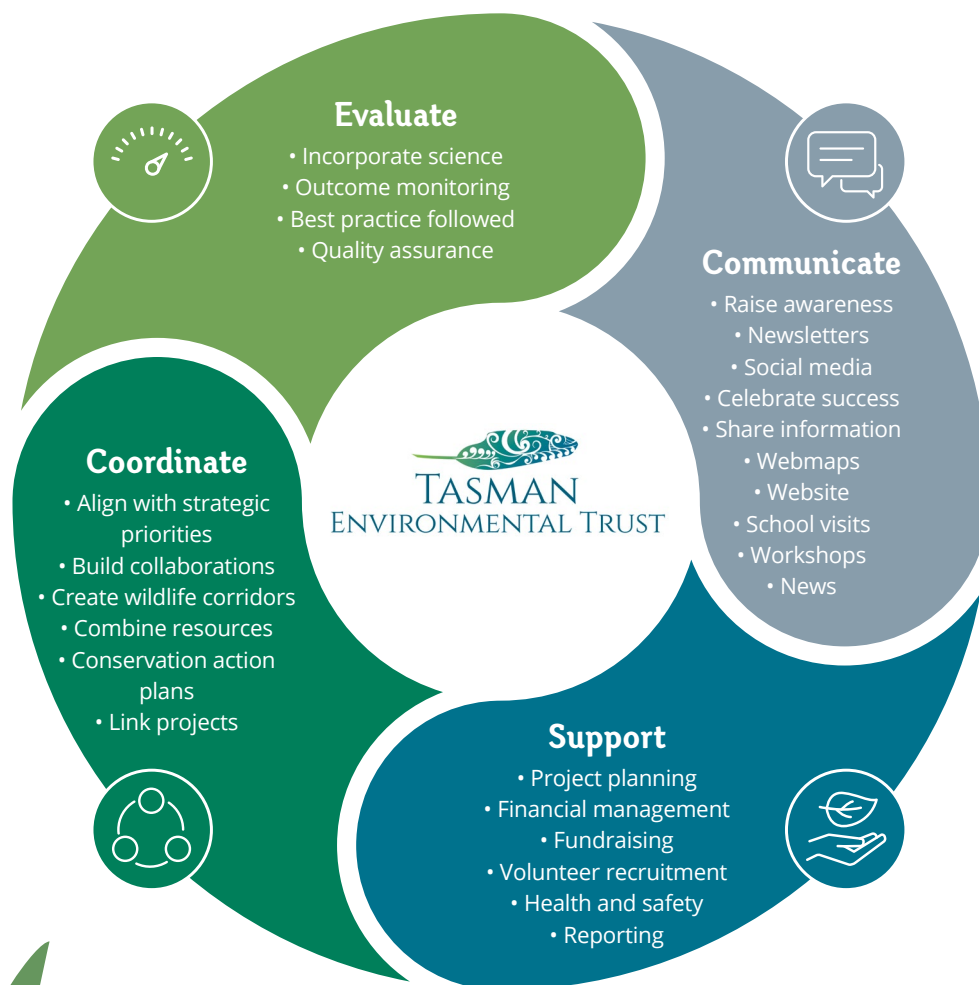 Evaluate
• Incorporate science
• Outcome monitoring
• Best practice followed
• Quality assurance
Communicate
• Raise awareness
• Newsletters
• Social media
• Celebrate success
• Share information
• Webmaps
• Website
• School visits
• Workshops
• News
Coordinate
• Align with strategic
priorities
• Build collaborations
• Create wildlife corridors
• Combine resources
• Conservation action
plans
• Link projects
TASMAN
ENVIRONMENTAL TRUST
Support
• Project planning
• Financial management
• Fundraising
• Volunteer recruitment
• Health and safety
• Reporting